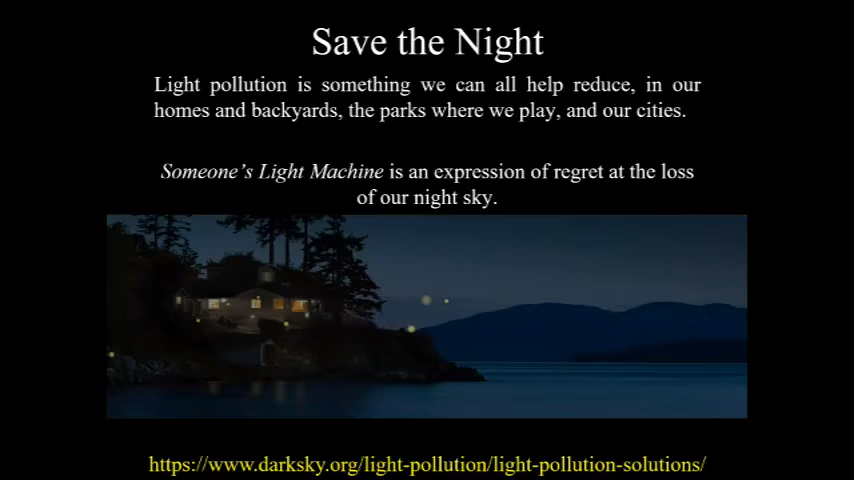 Save the Night
Light pollution is something we can all help reduce, in our
homes and backyards, the parks where we play, and our cities.
Someone's Light Machine is an expression of regret at the loss
of our night sky.
https://www.darksky.org/light-pollution/light-pollution-solutions/